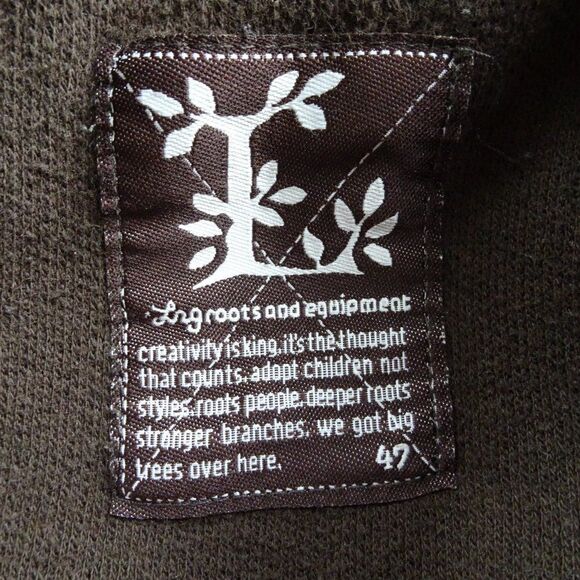 L
Lrg roots and equipment
creativity is king. it's the thought
that counts. adopt children not
styles. roots people. deeper roots
stronger branches. we got big
trees over here. 47